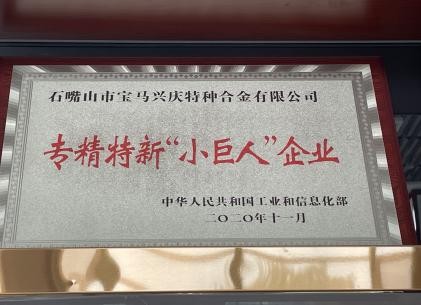 石嘴山市宝马兴庆特种合金有限公司
专精特新“小巨人”企业
中华人民共和国工业和信息化部
二〇二〇年十一月